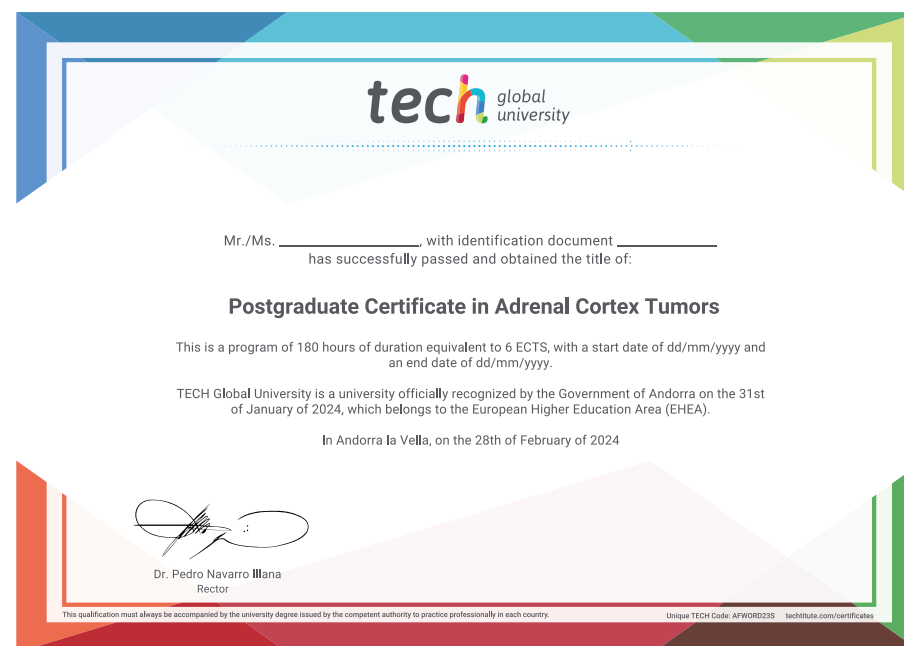 tech global university
Mr./Ms. ____________________, with identification document ______________
has successfully passed and obtained the title of:
Postgraduate Certificate in Adrenal Cortex Tumors
This is a program of 180 hours of duration equivalent to 6 ECTS, with a start date of dd/mm/yyyy and
an end date of dd/mm/yyyy.
TECH Global University is a university officially recognized by the Government of Andorra on the 31st
of January of 2024, which belongs to the European Higher Education Area (EHEA).
In Andorra la Vella, on the 28th of February of 2024
Dr. Pedro Navarro Illana
Rector
This qualification must always be accompanied by the university degree issued by the competent authority to practice professionally in each country.
Unique TECH Code: AFWORD23S techtitute.com/certificates